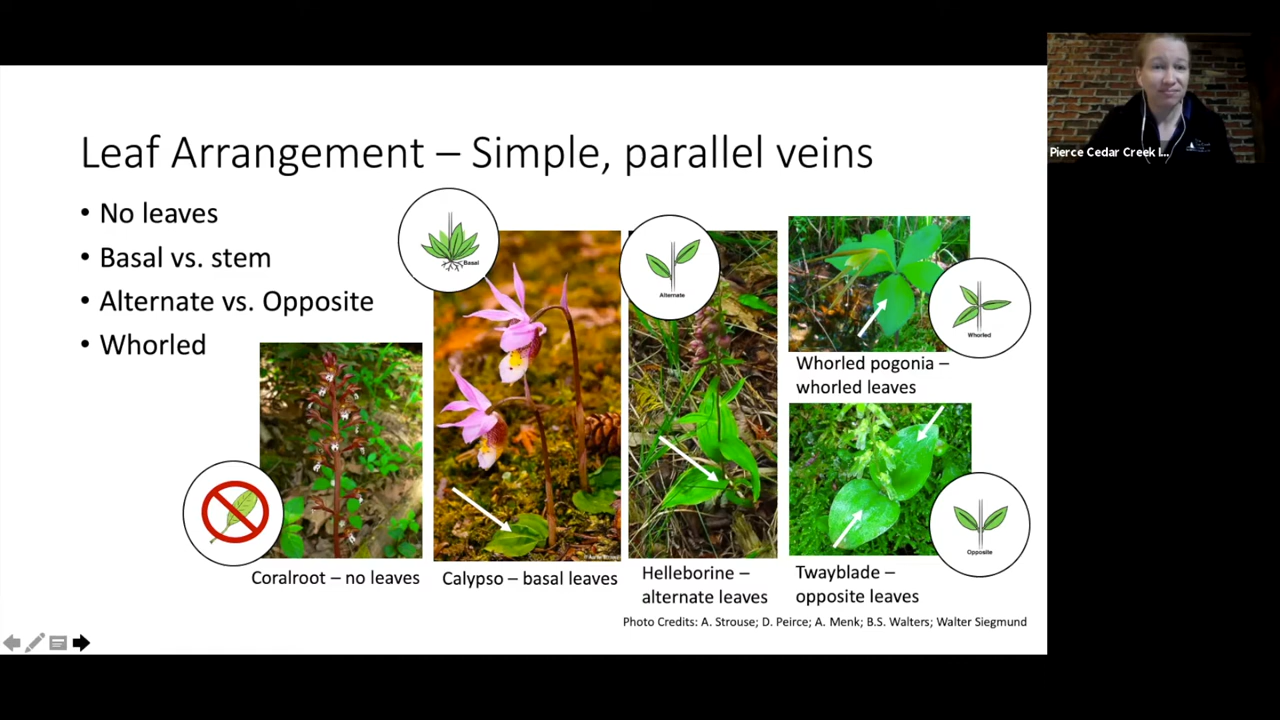 Leaf Arrangement – Simple, parallel veins
• No leaves
• Basal vs. stem
• Alternate vs. Opposite
• Whorled
Basal
Alternate
Whorled
Opposite
Coralroot – no leaves
Calypso – basal leaves
Helleborine –
alternate leaves
Whorled pogonia –
whorled leaves
Twayblade –
opposite leaves
Photo Credits: A. Strouse; D. Peirce; A. Menk; B.S. Walters; Walter Siegmund
Pierce Cedar Creek I...